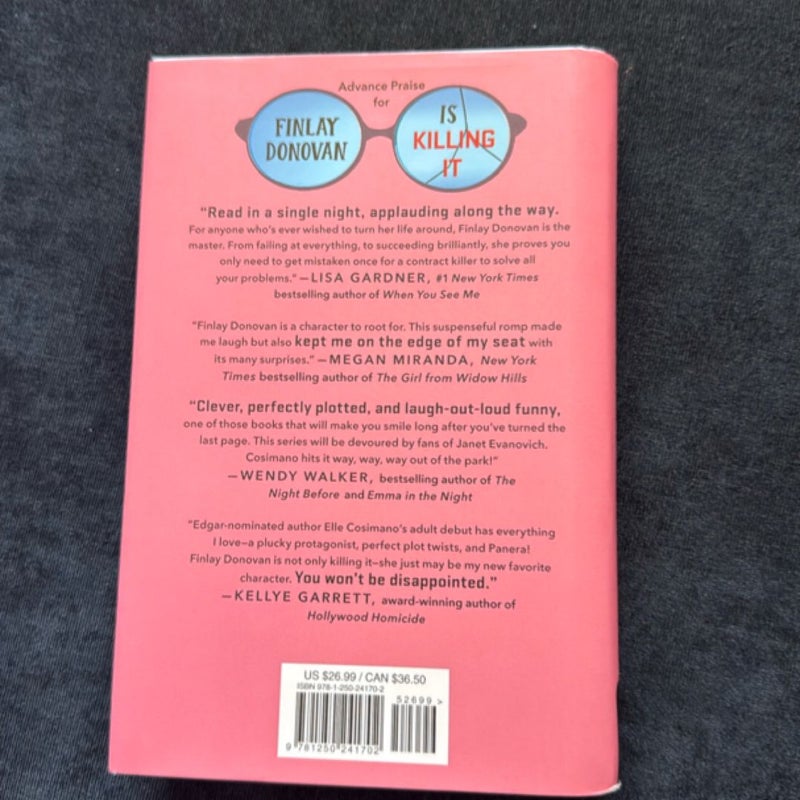 Advance Praise
for
FINLAY
DONOVAN
IS
KILLING
IT
“Read in a single night, applauding along the way.
For anyone who’s ever wished to turn her life around, Finlay Donovan is the
master. From failing at everything, to succeeding brilliantly, she proves you
only need to get mistaken once for a contract killer to solve all
your problems.” —LISA GARDNER, #1 New York Times
bestselling author of When You See Me
“Finlay Donovan is a character to root for. This suspenseful romp made
me laugh but also kept me on the edge of my seat with
its many surprises.” —MEGAN MIRANDA, New York
Times bestselling author of The Girl from Widow Hills
“Clever, perfectly plotted, and laugh-out-loud funny,
one of those books that will make you smile long after you’ve turned the
last page. This series will be devoured by fans of Janet Evanovich.
Cosimano hits it way, way, way out of the park!”
—WENDY WALKER, bestselling author of The
Night Before and Emma in the Night
“Edgar-nominated author Elle Cosimano’s adult debut has everything
I love—a plucky protagonist, perfect plot twists, and Panera!
Finlay Donovan is not only killing it—she just may be my new favorite
character. You won’t be disappointed.”
—KELLYE GARRETT, award-winning author of
Hollywood Homicide
US $26.99 / CAN $36.50
ISBN 978-1-250-24170-2
52699 >
9 781250 241702